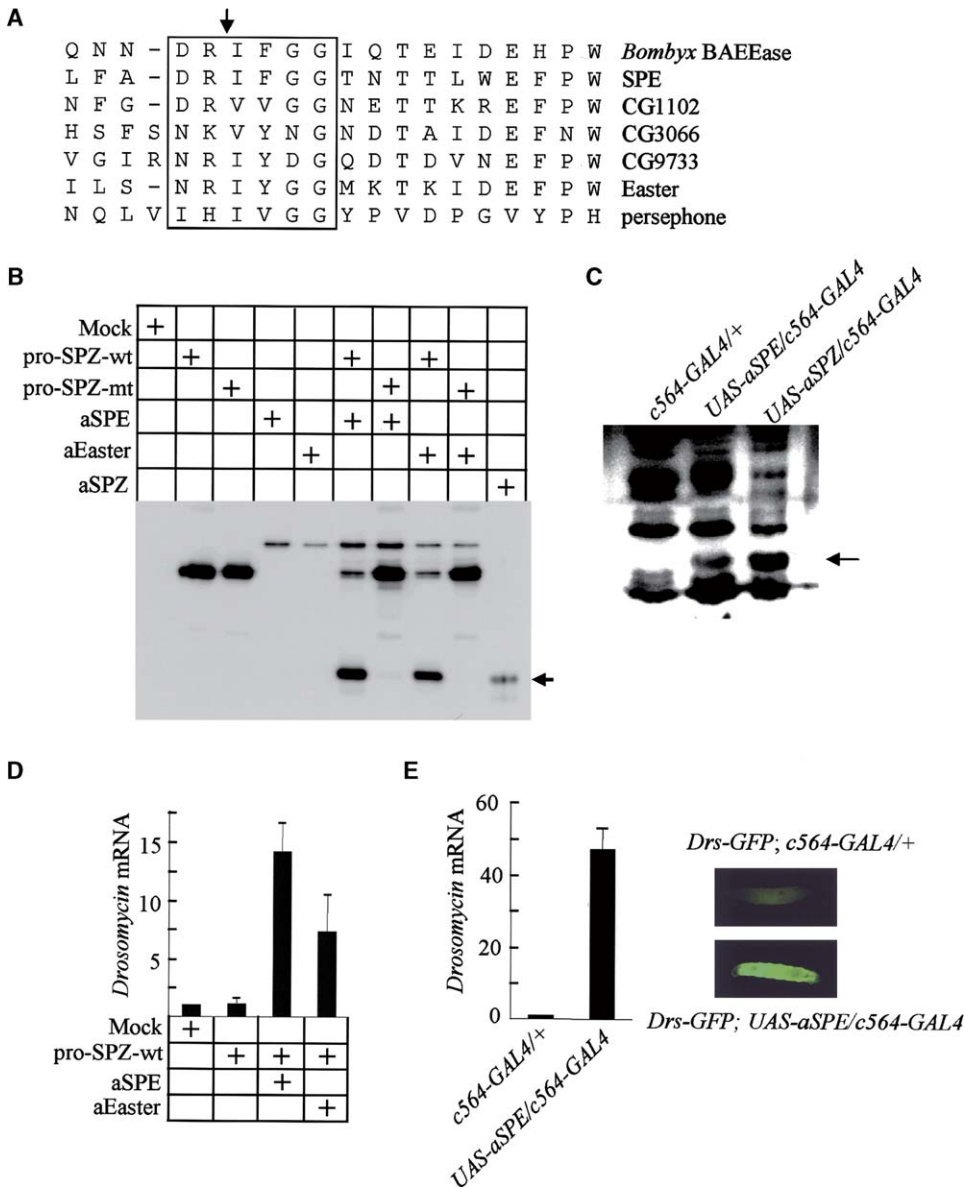 A
Q N N - D R I F G G I Q T E I D E H P W Bombyx BAEEase
L F A - D R I F G G T N T T L W E F P W SPE
N F G - D R V V G G N E T T K R E F P W CG1102
H S F S N K V Y N G N D T A I D E F N W CG3066
V G I R N R I Y D G Q D T D V N E F P W CG9733
I L S - N R I Y G G M K T K I D E F P W Easter
N Q L V I H I V G G Y P V D P G V Y P H persephone
B
Mock +
pro-SPZ-wt + + +
pro-SPZ-mt + + +
aSPE + + +
aEaster + + +
aSPZ +
C
c564-GAL4/+
UAS-aSPE/c564-GAL4
UAS-aSPZ/c564-GAL4
D
Drosomycin mRNA
15
10
5
Mock +
pro-SPZ-wt + + +
aSPE +
aEaster +
E
Drosomycin mRNA
60
40
20
0
c564-GAL4/+
UAS-aSPE/c564-GAL4
Drs-GFP; c564-GAL4/+
Drs-GFP; UAS-aSPE/c564-GAL4